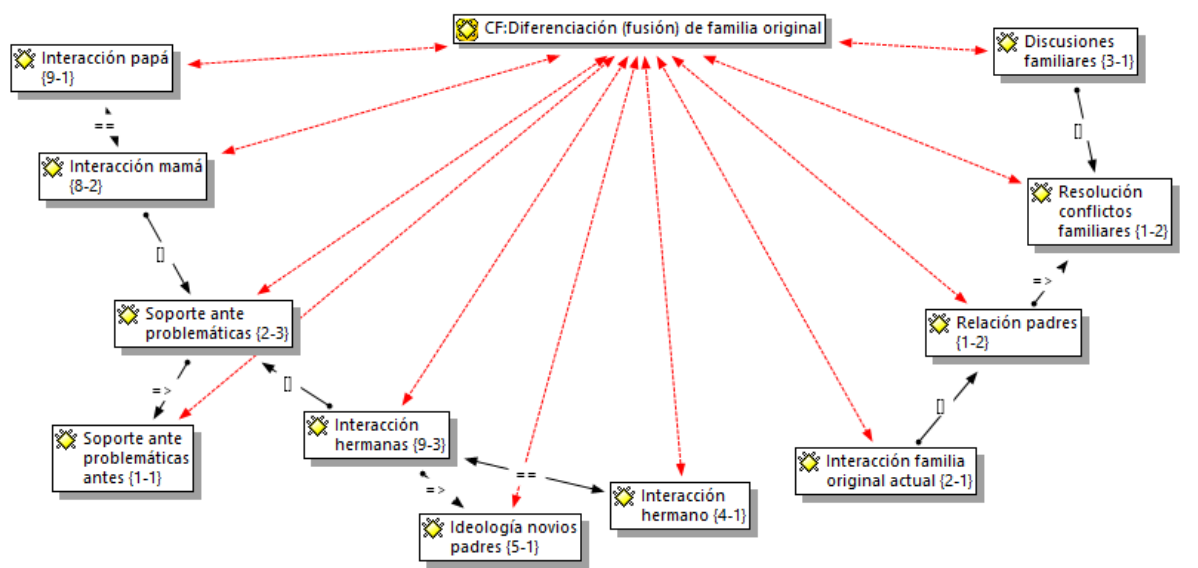 CF:Diferenciación (fusión) de familia original
Interacción papá
{9-1}
Discusiones
familiares {3-1}
==
[]
Interacción mamá
{8-2}
Resolución
conflictos
familiares {1-2}
[]
=>
Soporte ante
problemáticas {2-3}
Relación padres
{1-2}
=>
[]
[]
Soporte ante
problemáticas
antes {1-1}
Interacción
hermanas {9-3}
Interacción familia
original actual {2-1}
==
=>
Interacción
hermano {4-1}
Ideología novios
padres {5-1}